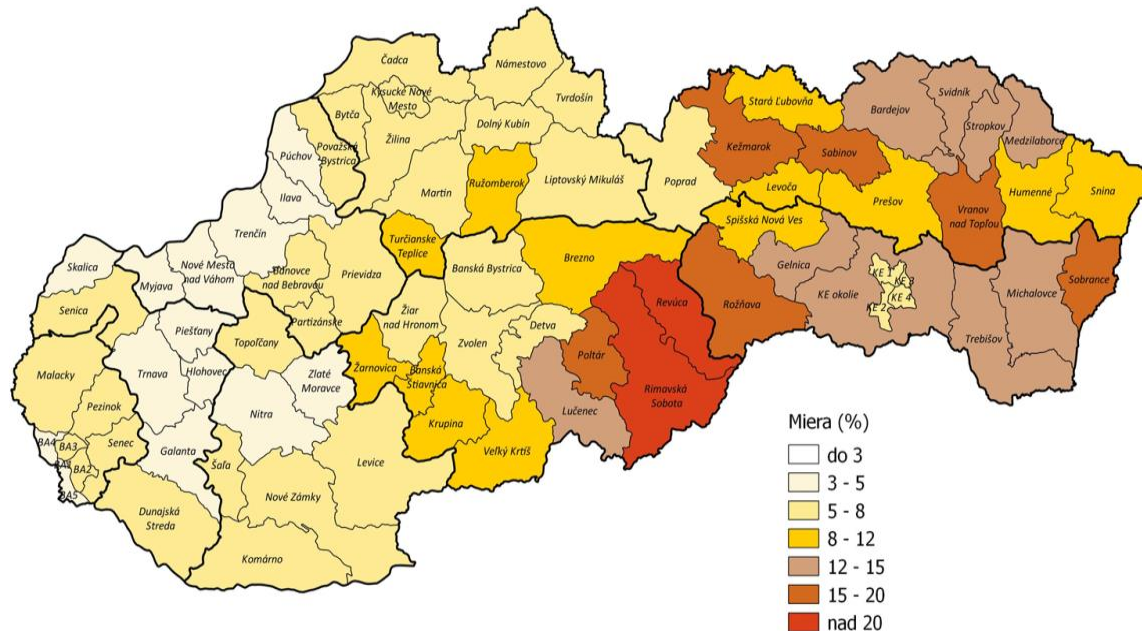 Čadca
Námestovo
Kysucké Nové
Mesto
Tvrdošín
Bytča
Dolný Kubín
Žilina
Púchov
Považská
Bystrica
Martin
Ružomberok
Liptovský Mikuláš
Poprad
Ilava
Stará Ľubovňa
Kežmarok
Sabinov
Bardejov
Svidník
Stropkov
Medzilaborce
Levoča
Prešov
Vranov
nad Topľou
Humenné
Snina
Trenčín
Turčianske
Teplice
Spišská Nová Ves
Skalica
Myjava
Nové Mesto
nad Váhom
Bánovce
nad Bebravou
Prievidza
Banská Bystrica
Brezno
Gelnica
KE okolie
KE 1
KE 3
KE 4
KE 2
Michalovce
Sobrance
Senica
Piešťany
Partizánske
Žiar
nad Hronom
Detva
Revúca
Rožňava
Trebišov
Topoľčany
Zvolen
Malacky
Trnava
Hlohovec
Zlaté
Moravce
Žarnovica
Banská
Štiavnica
Poltár
Rimavská
Sobota
Pezinok
Nitra
Krupina
Lučenec
Senec
BA4
BA3
BA2
BA5
Galanta
Šaľa
Levice
Veľký Krtíš
Nové Zámky
Dunajská
Streda
Komárno
Miera (%)
do 3
3 - 5
5 - 8
8 - 12
12 - 15
15 - 20
nad 20